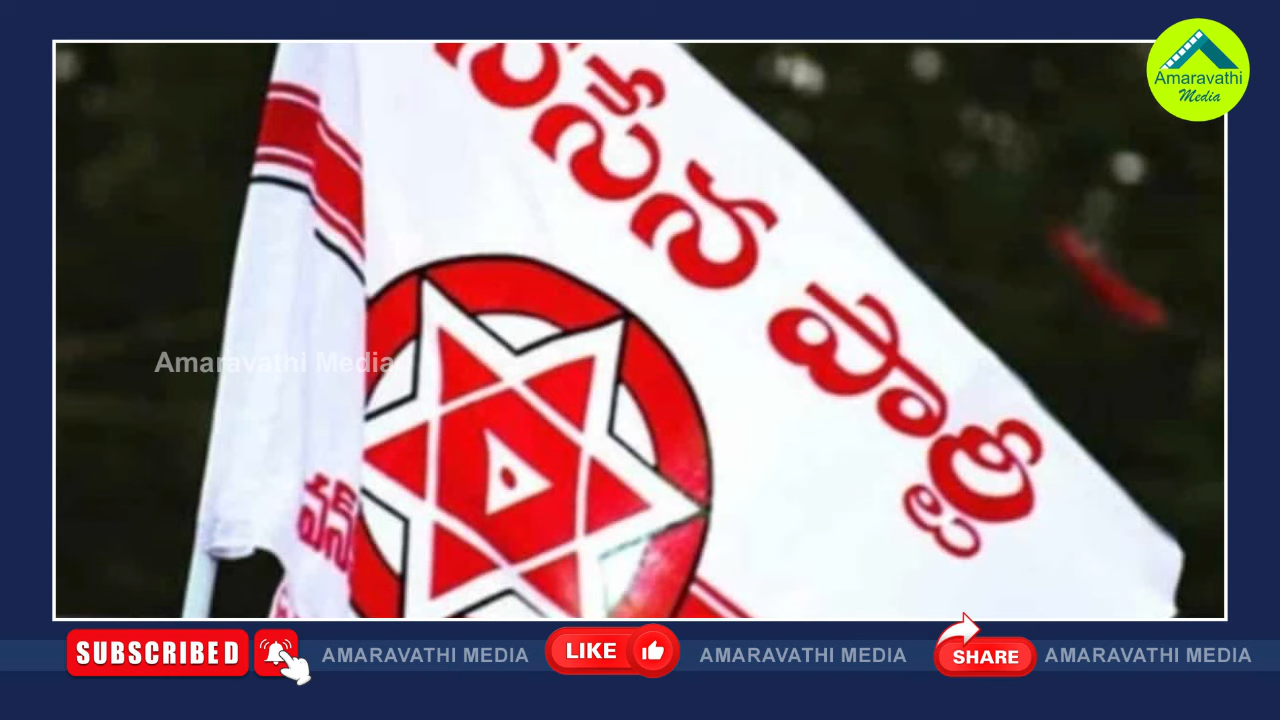 Amaravathi
Media
సేన పార్టీ
Amaravathi Media
SUBSCRIBED
AMARAVATHI MEDIA
LIKE
AMARAVATHI MEDIA
SHARE
AMARAVATHI MEDIA